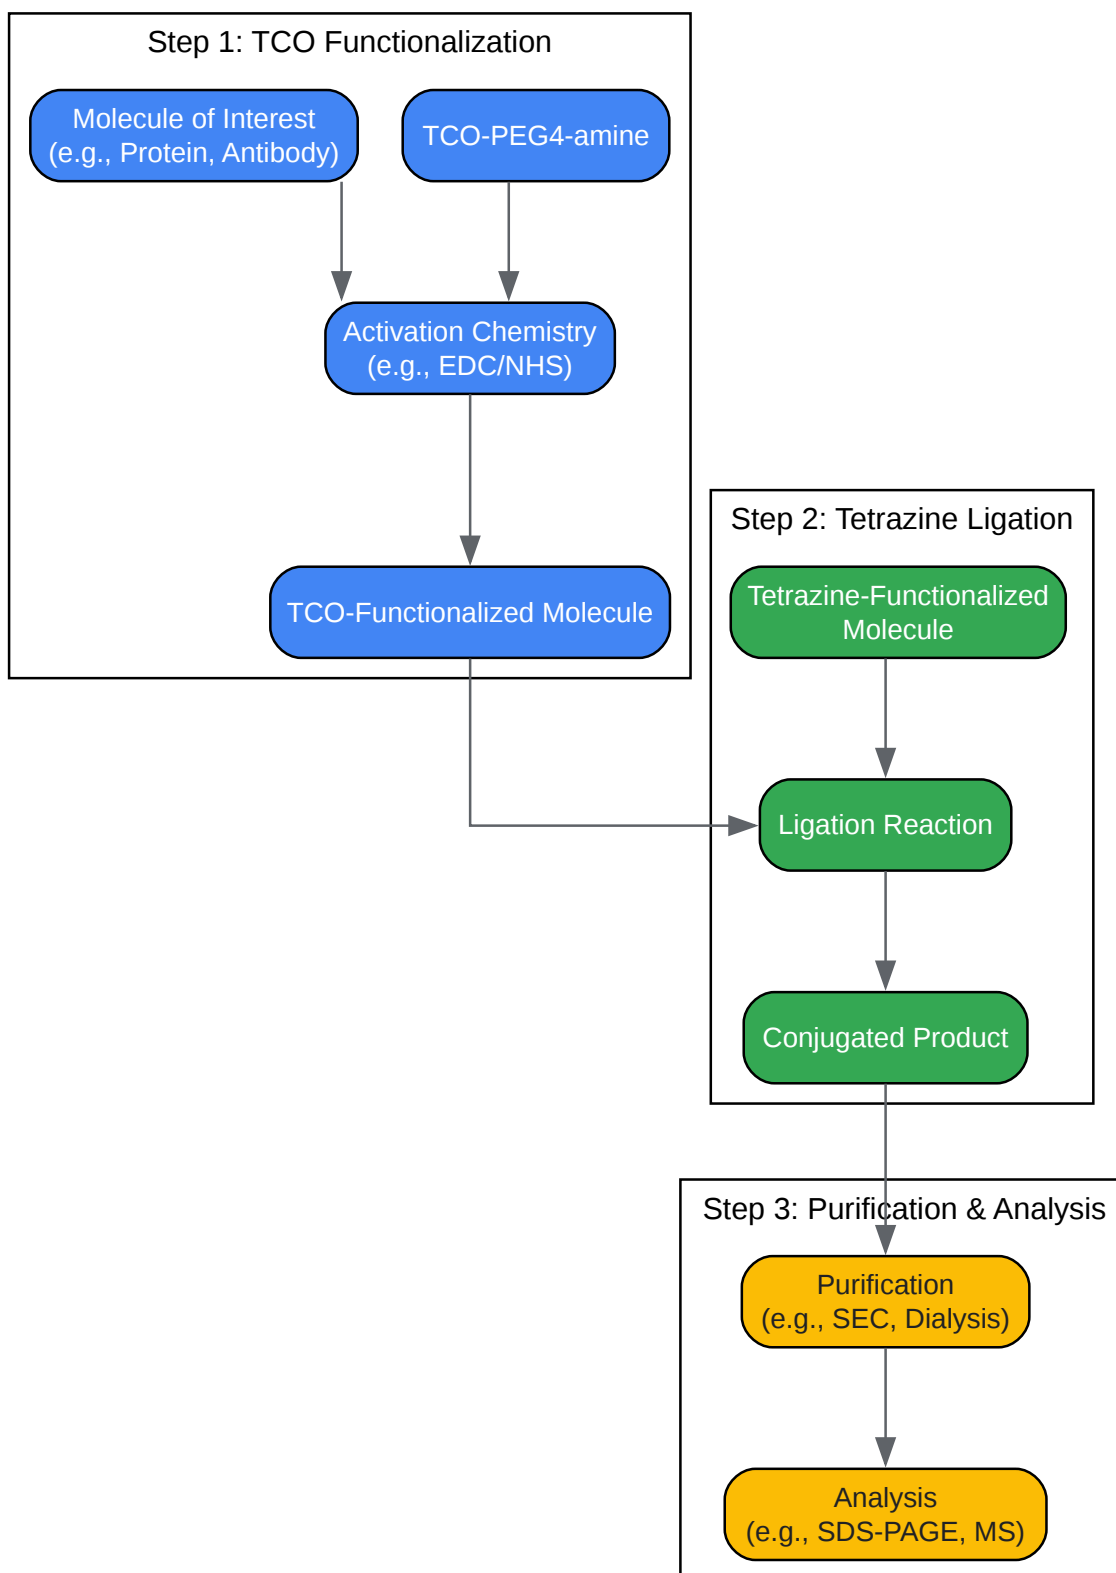 Step 1: TCO Functionalization
Molecule of Interest
(e.g., Protein, Antibody)
TCO-PEG4-amine
Activation Chemistry
(e.g., EDC/NHS)
TCO-Functionalized Molecule
Step 2: Tetrazine Ligation
Tetrazine-Functionalized
Molecule
Ligation Reaction
Conjugated Product
Step 3: Purification & Analysis
Purification
(e.g., SEC, Dialysis)
Analysis
(e.g., SDS-PAGE, MS)